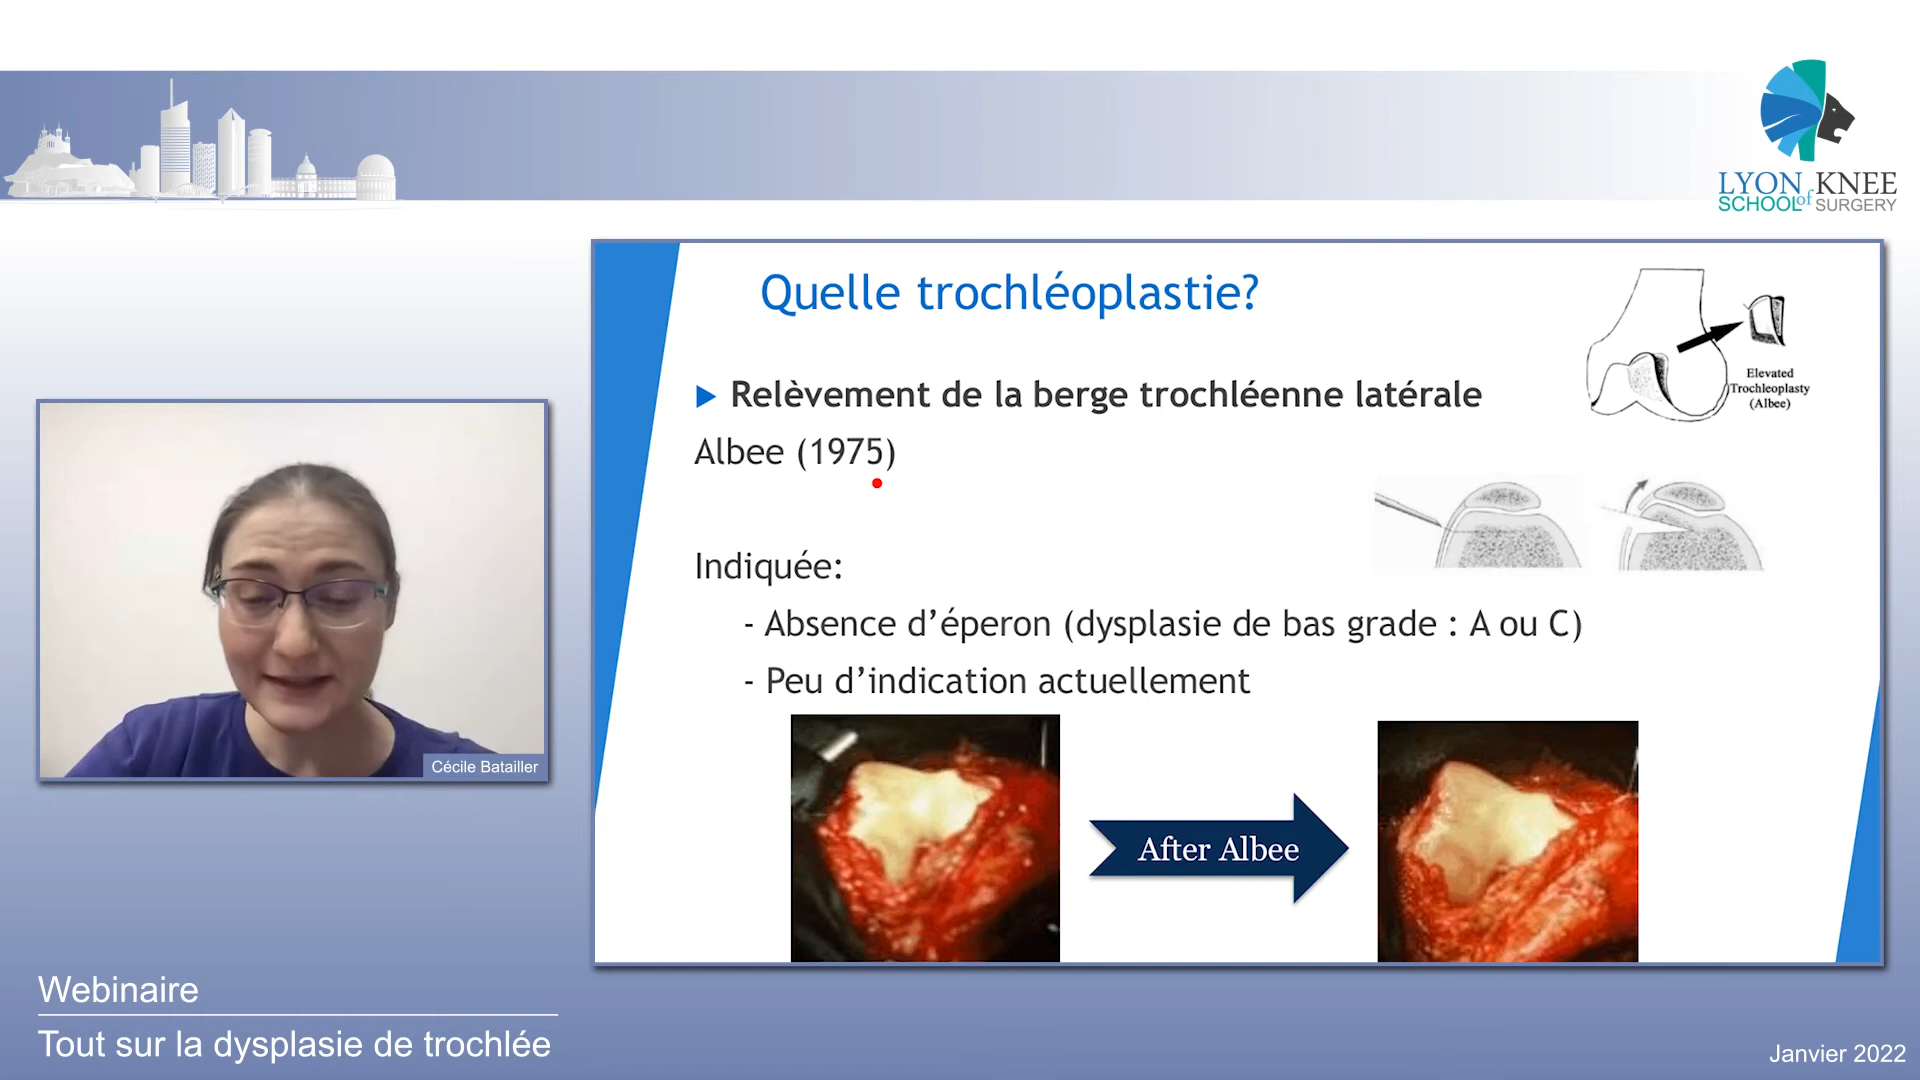 LYON KNEE
SCHOOL of SURGERY
Quelle trochléoplastie?
Relèvement de la berge trochléenne latérale
Albee (1975)
Elevated
Trochleoplasty
(Albee)
Indiquée:
- Absence d’éperon (dysplasie de bas grade : A ou C)
- Peu d’indication actuellement
After Albee
Cécile Batailler
Webinaire
Tout sur la dysplasie de trochlée
Janvier 2022